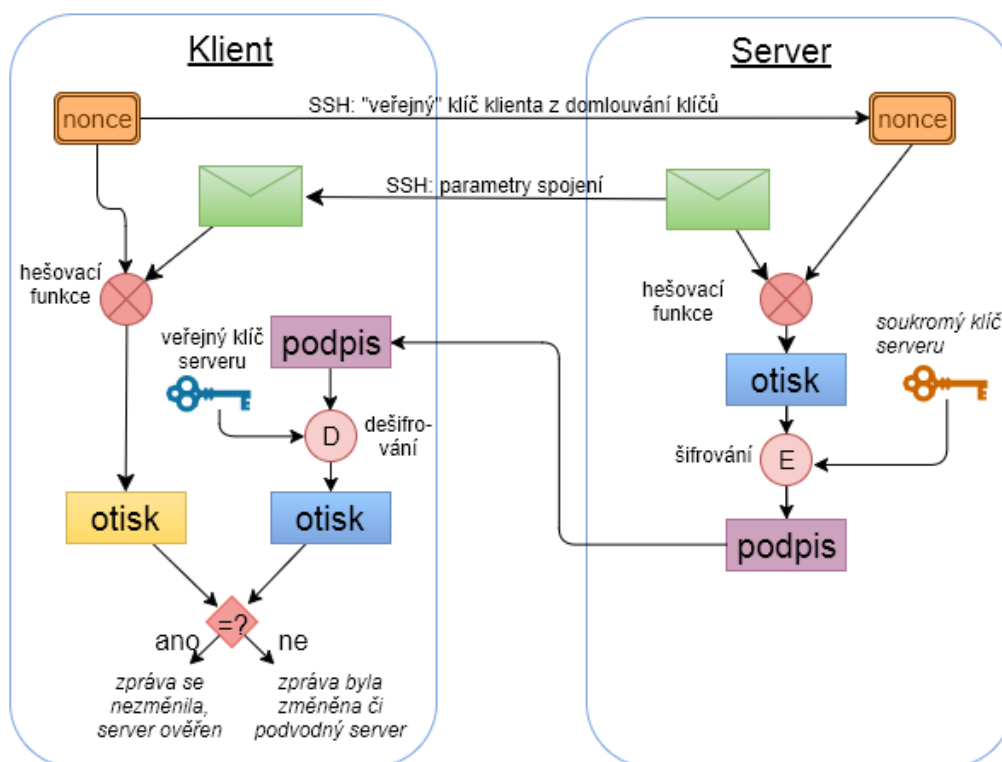 Klient
Server
nonce
SSH: "veřejný" klíč klienta z domlouvání klíčů
nonce
SSH: parametry spojení
hešovací
funkce
hešovací
funkce
veřejný klíč
serveru
podpis
soukromý klíč
serveru
otisk
D
dešifro-
vání
šifrování
E
otisk
otisk
podpis
=?
ano
ne
zpráva se
nezměnila,
server ověřen
zpráva byla
změněna či
podvodný server